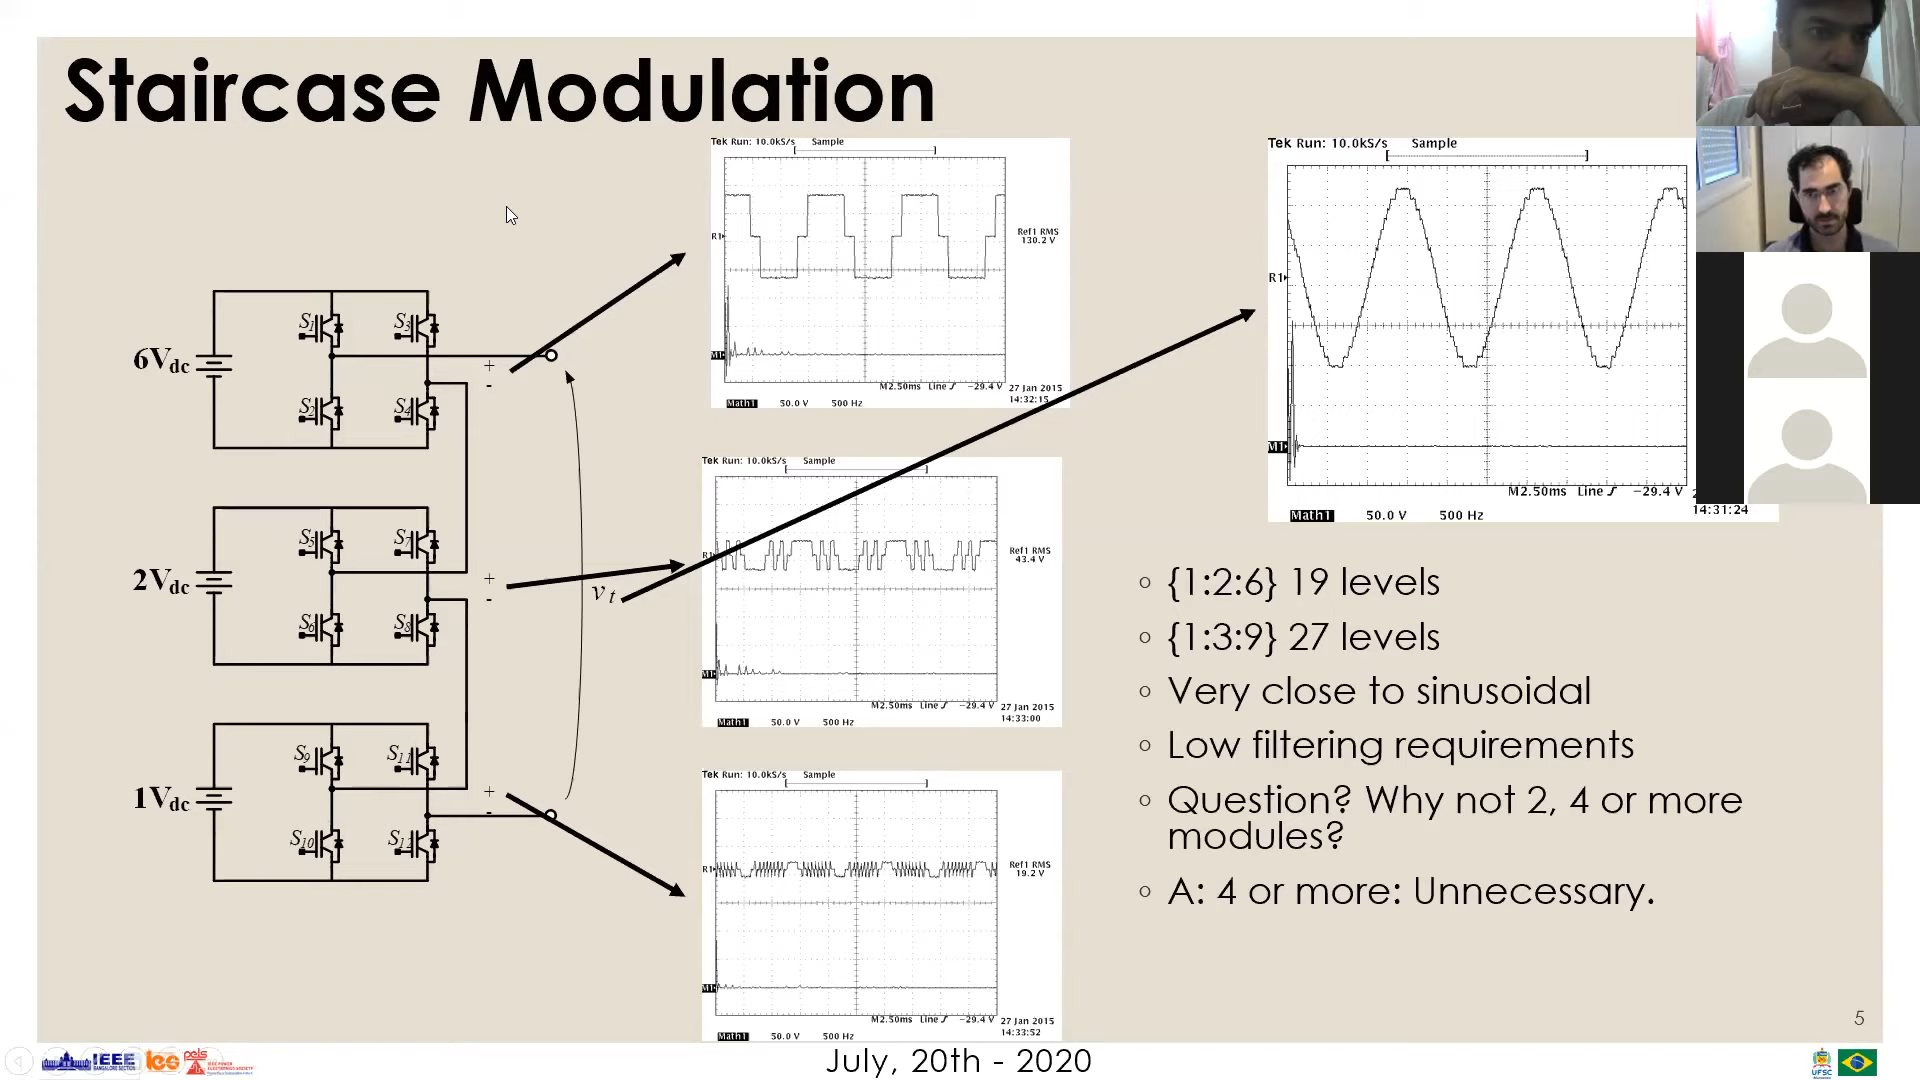 Staircase Modulation
6Vdc
S1
S3
S2
S4
+
-
2Vdc
S5
S7
S6
S8
+
-
vt
1Vdc
S9
S11
S10
S12
+
-
Tek Run: 10.0kS/s Sample
R1
Ref1 RMS
130.2 V
M1
M2.50ms Line -29.4 V
27 Jan 2015
14:32:15
Math1 50.0 V 500 Hz
Tek Run: 10.0kS/s Sample
R1
Ref1 RMS
43.4 V
M1
M2.50ms Line -29.4 V
27 Jan 2015
14:33:00
Math1 50.0 V 500 Hz
Tek Run: 10.0kS/s Sample
R1
Ref1 RMS
19.2 V
M1
M2.50ms Line -29.4 V
27 Jan 2015
14:33:52
Math1 50.0 V 500 Hz
Tek Run: 10.0kS/s Sample
R1
M1
M2.50ms Line -29.4 V
14:31:24
Math1 50.0 V 500 Hz
{1:2:6} 19 levels
{1:3:9} 27 levels
Very close to sinusoidal
Low filtering requirements
Question? Why not 2, 4 or more
modules?
A: 4 or more: Unnecessary.
5
IEEE
BANGALORE SECTION
ies
pels
IEEE POWER
ELECTRONICS SOCIETY
July, 20th - 2020
UFSC